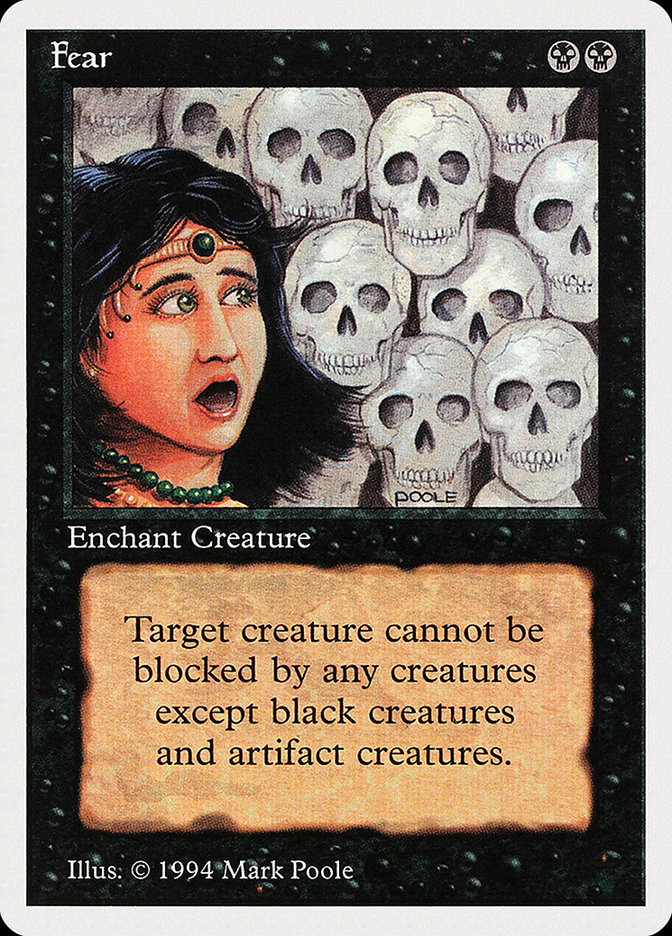 Fear
POOLE
Enchant Creature
Target creature cannot be
blocked by any creatures
except black creatures
and artifact creatures.
Illus. © 1994 Mark Poole